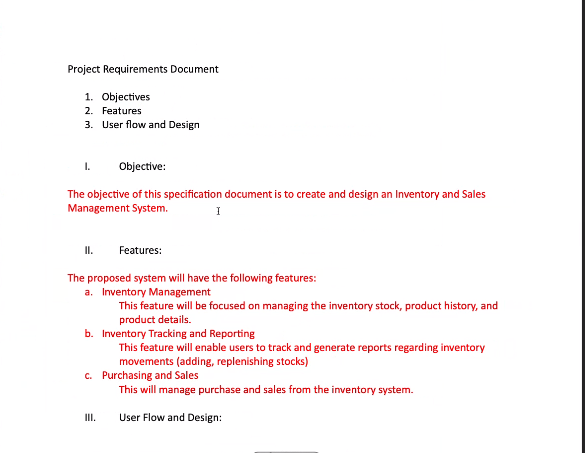 Project Requirements Document
1. Objectives
2. Features
3. User flow and Design
I. Objective:
The objective of this specification document is to create and design an Inventory and Sales
Management System.
II. Features:
The proposed system will have the following features:
a. Inventory Management
This feature will be focused on managing the inventory stock, product history, and
product details.
b. Inventory Tracking and Reporting
This feature will enable users to track and generate reports regarding inventory
movements (adding, replenishing stocks)
c. Purchasing and Sales
This will manage purchase and sales from the inventory system.
III. User Flow and Design: